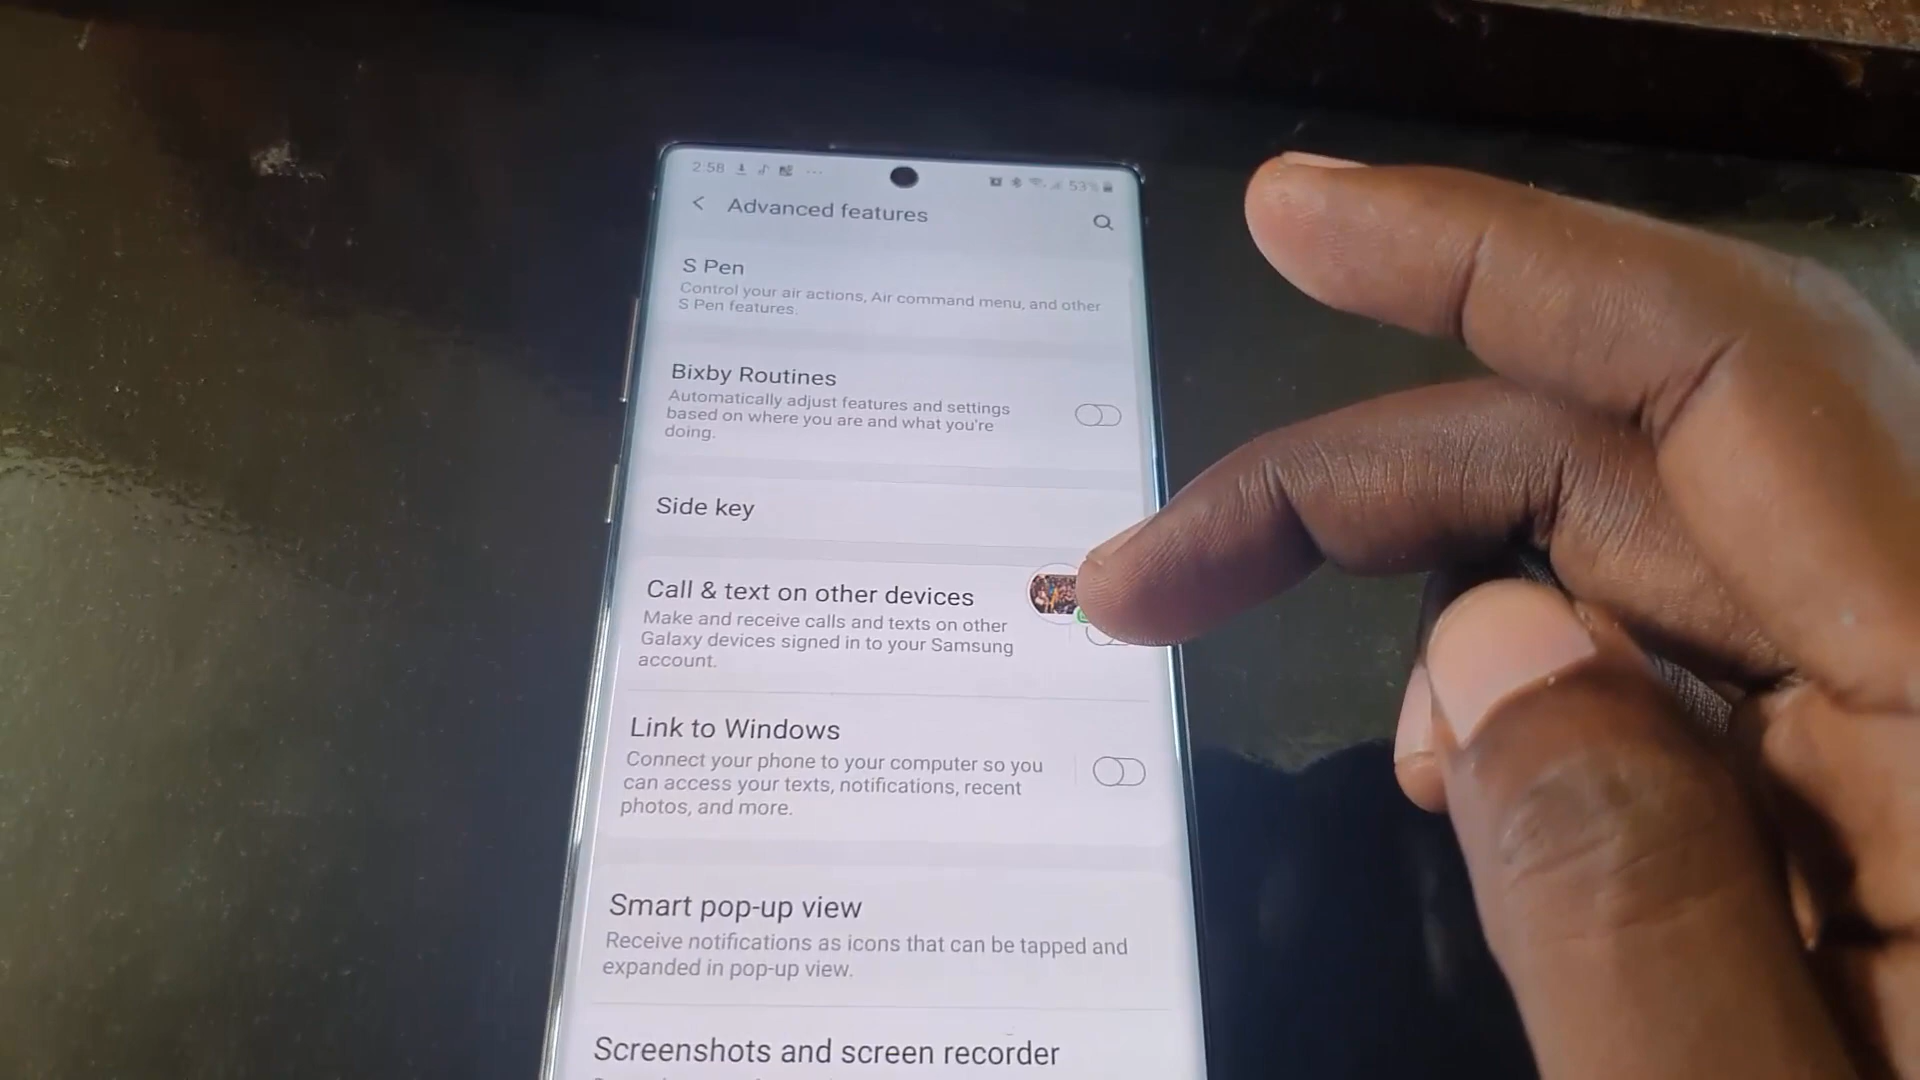 2:58
53%
Advanced features
S Pen
Control your air actions, Air command menu, and other
S Pen features.
Bixby Routines
Automatically adjust features and settings
based on where you are and what you're
doing.
Side key
Call & text on other devices
Make and receive calls and texts on other
Galaxy devices signed in to your Samsung
account.
Link to Windows
Connect your phone to your computer so you
can access your texts, notifications, recent
photos, and more.
Smart pop-up view
Receive notifications as icons that can be tapped and
expanded in pop-up view.
Screenshots and screen recorder